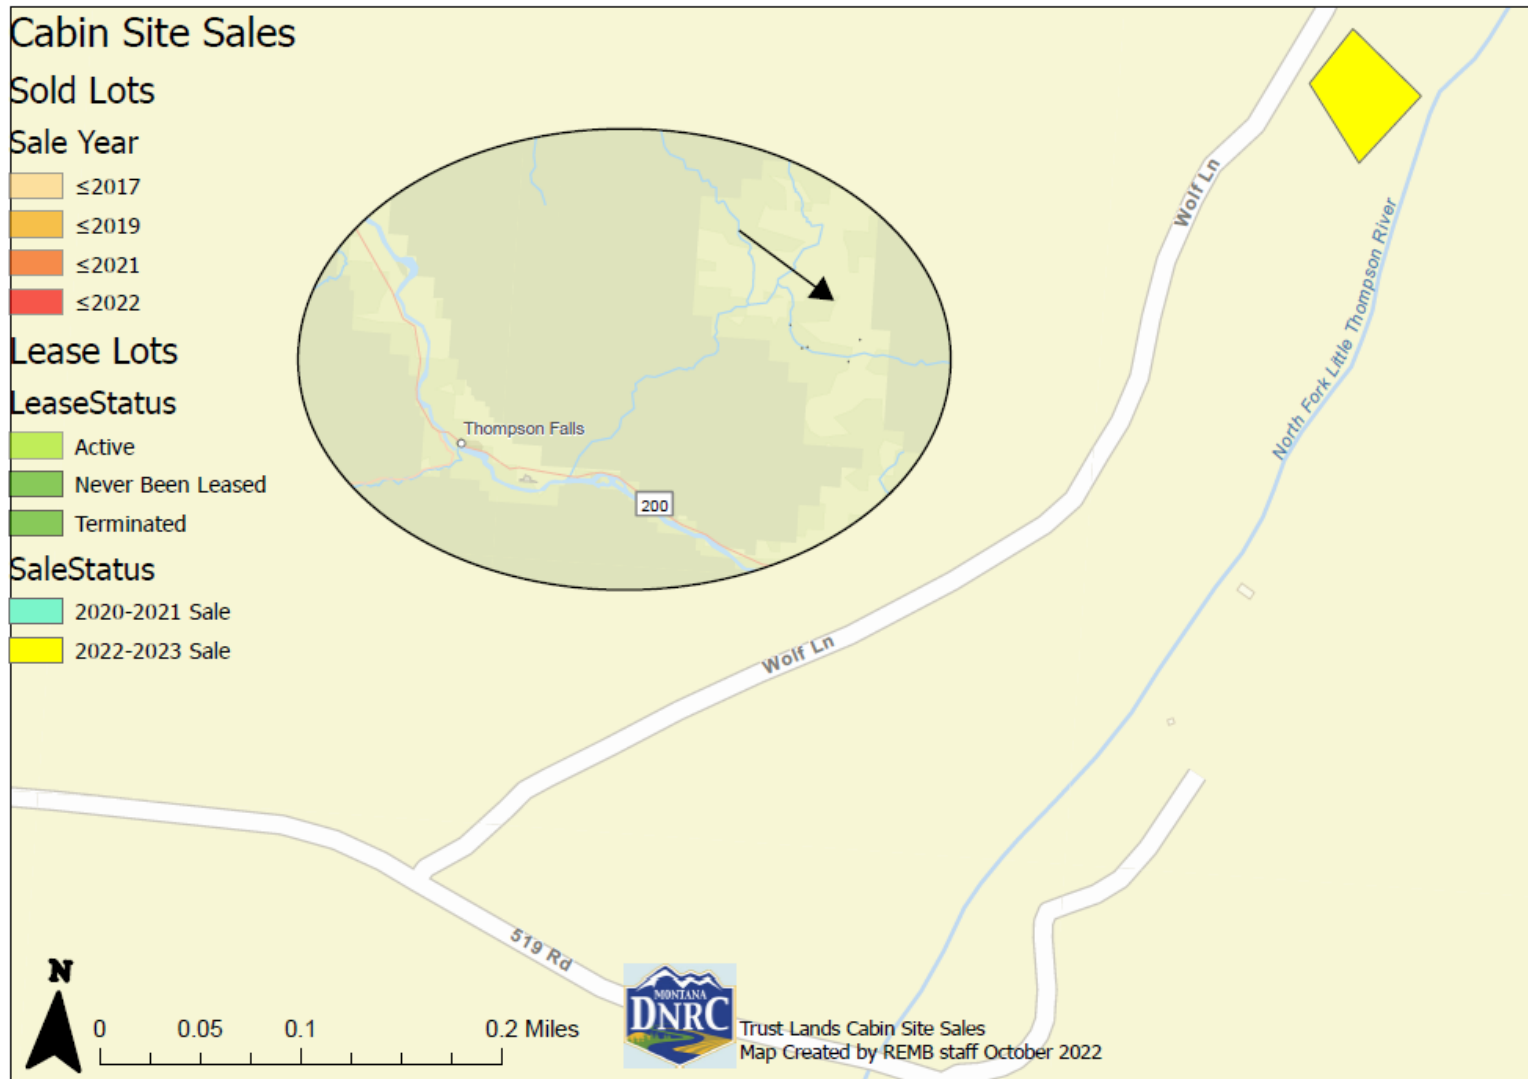 Cabin Site Sales
Sold Lots
Sale Year
≤2017
≤2019
≤2021
≤2022
Lease Lots
LeaseStatus
Active
Never Been Leased
Terminated
SaleStatus
2020-2021 Sale
2022-2023 Sale
Thompson Falls
200
Wolf Ln
North Fork Little Thompson River
Wolf Ln
519 Rd
N
0 0.05 0.1 0.2 Miles
MONTANA
DNRC
Trust Lands Cabin Site Sales
Map Created by REMB staff October 2022